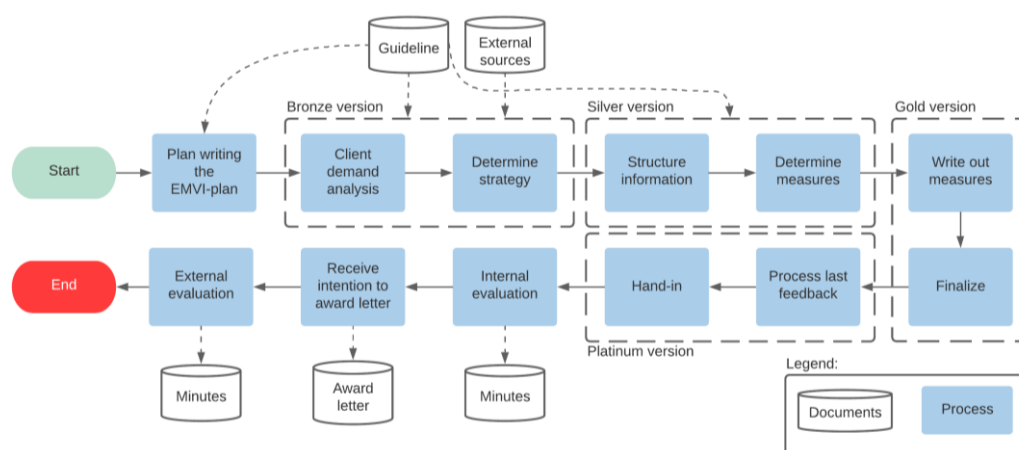 Guideline
External
sources
Bronze version
Silver version
Gold version
Start
Plan writing
the
EMVI-plan
Client
demand
analysis
Determine
strategy
Structure
information
Determine
measures
Write out
measures
End
External
evaluation
Receive
intention to
award letter
Internal
evaluation
Hand-in
Process last
feedback
Finalize
Platinum version
Minutes
Award
letter
Minutes
Legend:
Documents
Process